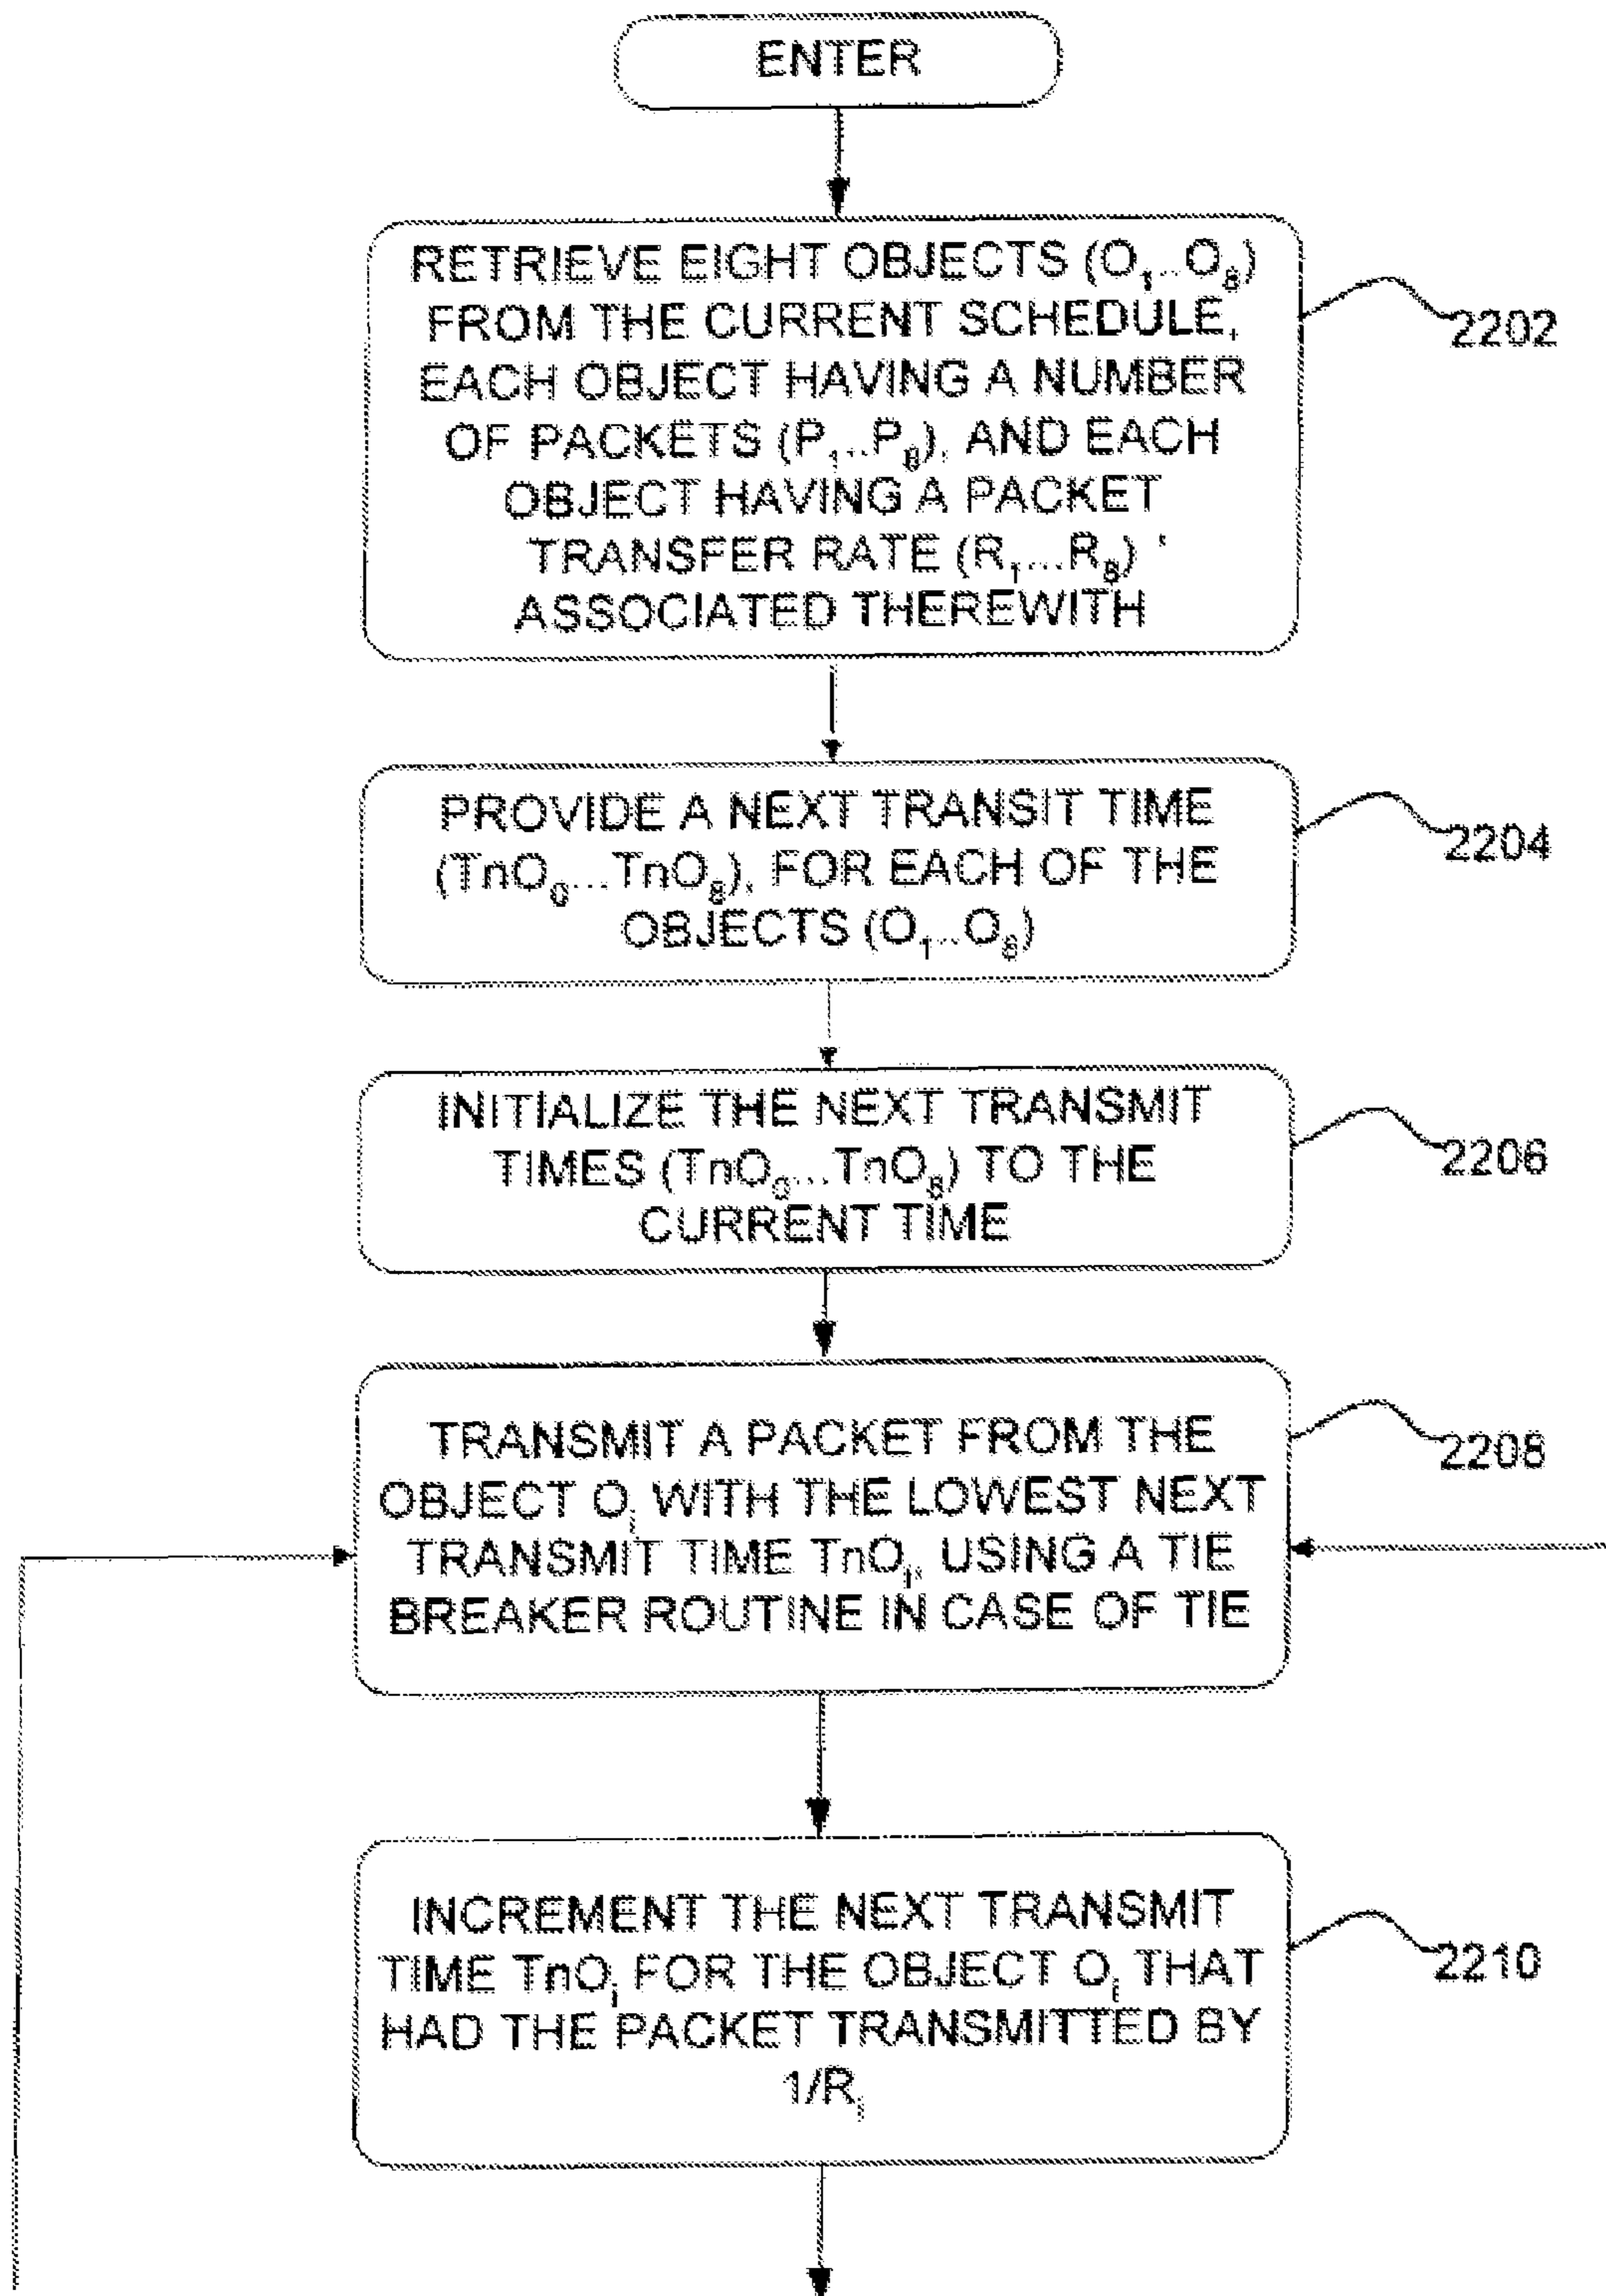 ENTER
RETRIEVE EIGHT OBJECTS (O₁..O₈)
FROM THE CURRENT SCHEDULE,
EACH OBJECT HAVING A NUMBER
OF PACKETS (P₁..P₈), AND EACH
OBJECT HAVING A PACKET
TRANSFER RATE (R₁...R₈)
ASSOCIATED THEREWITH
2202
PROVIDE A NEXT TRANSIT TIME
(TnO₀...TnO₈), FOR EACH OF THE
OBJECTS (O₁..O₈)
2204
INITIALIZE THE NEXT TRANSMIT
TIMES (TnO₀...TnO₈) TO THE
CURRENT TIME
2206
TRANSMIT A PACKET FROM THE
OBJECT Oᵢ WITH THE LOWEST NEXT
TRANSMIT TIME TnOᵢ, USING A TIE
BREAKER ROUTINE IN CASE OF TIE
2208
INCREMENT THE NEXT TRANSMIT
TIME TnOᵢ FOR THE OBJECT Oᵢ THAT
HAD THE PACKET TRANSMITTED BY
1/Rᵢ
2210